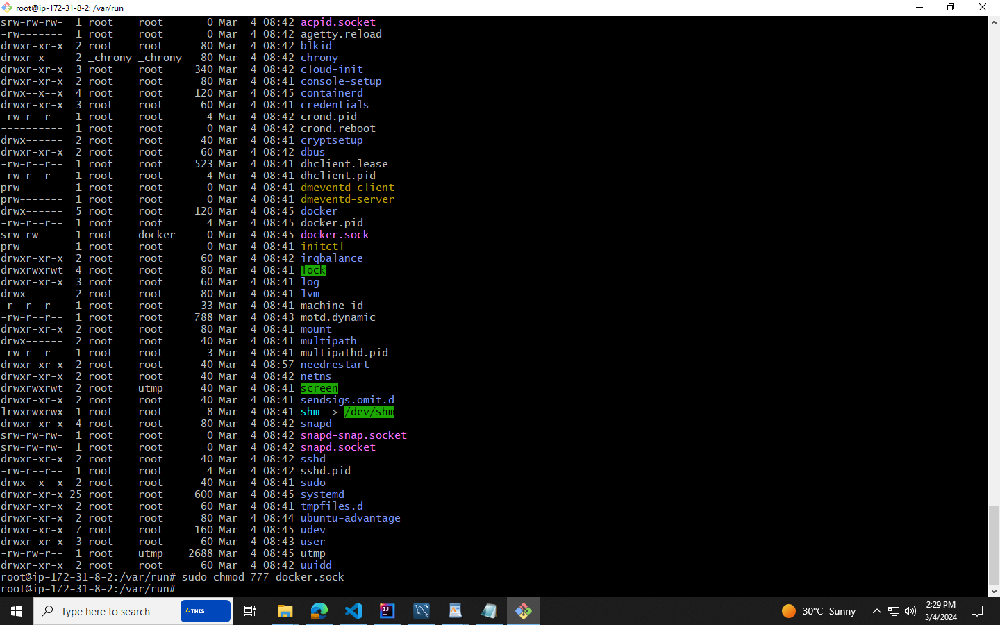 root@ip-172-31-8-2: /var/run
srw-rw-rw-  1 root    root       0 Mar  4 08:42 acpid.socket
-rw-------  1 root    root       0 Mar  4 08:42 agetty.reload
drwxr-xr-x  2 root    root      80 Mar  4 08:42 blkid
drwxr-x---  2 _chrony _chrony   80 Mar  4 08:42 chrony
drwxr-xr-x  3 root    root     340 Mar  4 08:42 cloud-init
drwxr-xr-x  2 root    root      80 Mar  4 08:41 console-setup
drwx--x--x  4 root    root     120 Mar  4 08:45 containerd
drwxr-xr-x  3 root    root      60 Mar  4 08:41 credentials
-rw-r--r--  1 root    root       4 Mar  4 08:42 crond.pid
----------  1 root    root       0 Mar  4 08:42 crond.reboot
drwx------  2 root    root      40 Mar  4 08:41 cryptsetup
drwxr-xr-x  2 root    root      60 Mar  4 08:42 dbus
-rw-r--r--  1 root    root     523 Mar  4 08:41 dhclient.lease
-rw-r--r--  1 root    root       4 Mar  4 08:41 dhclient.pid
prw-------  1 root    root       0 Mar  4 08:41 dmeventd-client
prw-------  1 root    root       0 Mar  4 08:41 dmeventd-server
drwx------  5 root    root     120 Mar  4 08:45 docker
-rw-r--r--  1 root    root       4 Mar  4 08:45 docker.pid
srw-rw----  1 root    docker     0 Mar  4 08:45 docker.sock
prw-------  1 root    root       0 Mar  4 08:41 initctl
drwxr-xr-x  2 root    root      60 Mar  4 08:42 irqbalance
drwxrwxrwt  4 root    root      80 Mar  4 08:41 lock
drwxr-xr-x  3 root    root      60 Mar  4 08:41 log
drwx------  2 root    root      80 Mar  4 08:41 lvm
-r--r--r--  1 root    root      33 Mar  4 08:41 machine-id
-rw-r--r--  1 root    root     788 Mar  4 08:43 motd.dynamic
drwxr-xr-x  2 root    root      80 Mar  4 08:41 mount
drwx------  2 root    root      40 Mar  4 08:41 multipath
-rw-r--r--  1 root    root       3 Mar  4 08:41 multipathd.pid
drwxr-xr-x  2 root    root      40 Mar  4 08:57 needrestart
drwxr-xr-x  2 root    root      40 Mar  4 08:42 netns
drwxrwxrwt  2 root    utmp      40 Mar  4 08:41 screen
drwxr-xr-x  2 root    root      40 Mar  4 08:41 sendsigs.omit.d
lrwxrwxrwx  1 root    root       8 Mar  4 08:41 shm -> /dev/shm
drwxr-xr-x  4 root    root      80 Mar  4 08:42 snapd
srw-rw-rw-  1 root    root       0 Mar  4 08:42 snapd-snap.socket
srw-rw-rw-  1 root    root       0 Mar  4 08:42 snapd.socket
drwxr-xr-x  2 root    root      40 Mar  4 08:42 sshd
-rw-r--r--  1 root    root       4 Mar  4 08:42 sshd.pid
drwx--x--x  2 root    root      40 Mar  4 08:41 sudo
drwxr-xr-x 25 root    root     600 Mar  4 08:45 systemd
drwxr-xr-x  2 root    root      60 Mar  4 08:41 tmpfiles.d
drwxr-xr-x  2 root    root      80 Mar  4 08:44 ubuntu-advantage
drwxr-xr-x  7 root    root     160 Mar  4 08:45 udev
drwxr-xr-x  3 root    root      60 Mar  4 08:43 user
-rw-rw-r--  1 root    utmp    2688 Mar  4 08:45 utmp
drwxr-xr-x  2 root    root      60 Mar  4 08:42 uuidd
root@ip-172-31-8-2:/var/run# sudo chmod 777 docker.sock
root@ip-172-31-8-2:/var/run#
Type here to search
THIS
30°C Sunny
2:29 PM
3/4/2024